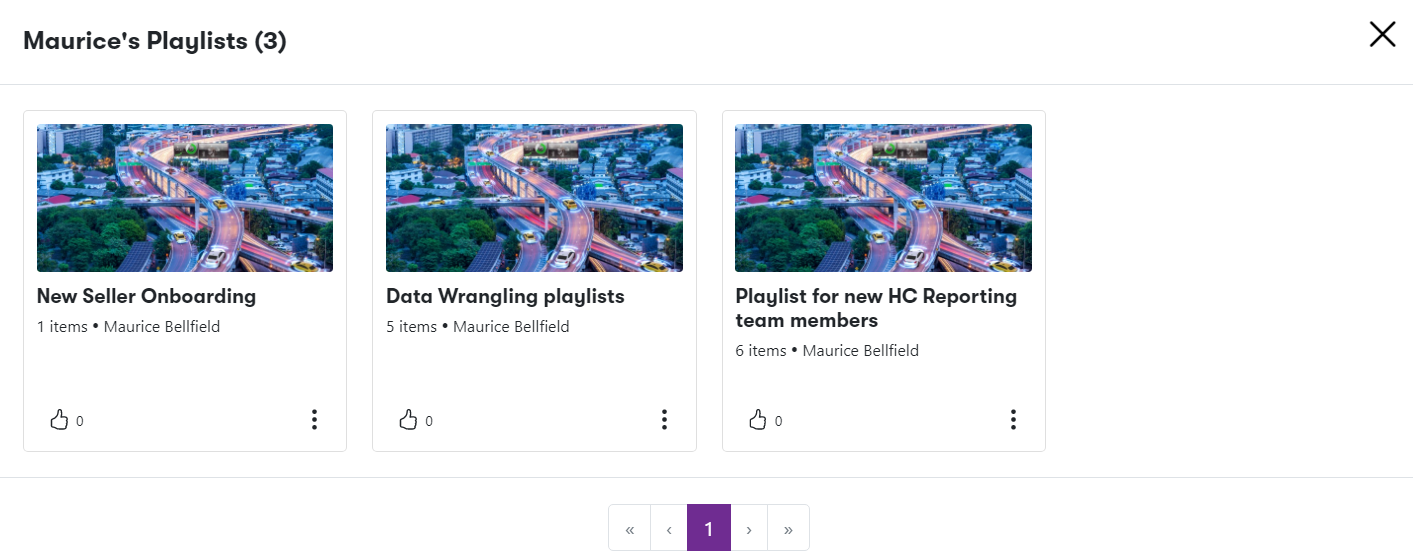 Maurice's Playlists (3)
New Seller Onboarding
1 items • Maurice Bellfield
0
Data Wrangling playlists
5 items • Maurice Bellfield
0
Playlist for new HC Reporting
team members
6 items • Maurice Bellfield
0
« ‹ 1 › »